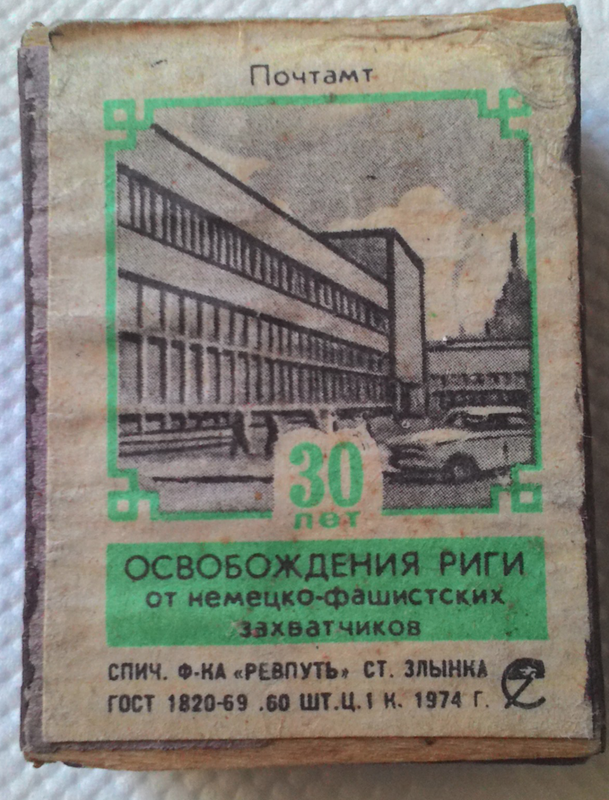 Почтамт
30
лет
ОСВОБОЖДЕНИЯ РИГИ
от немецко-фашистских
захватчиков
СПИЧ. Ф-КА «РЕВПУТЬ» СТ. ЗЛЫНКА
ГОСТ 1820-69 .60 ШТ.Ц.1 К. 1974 Г.